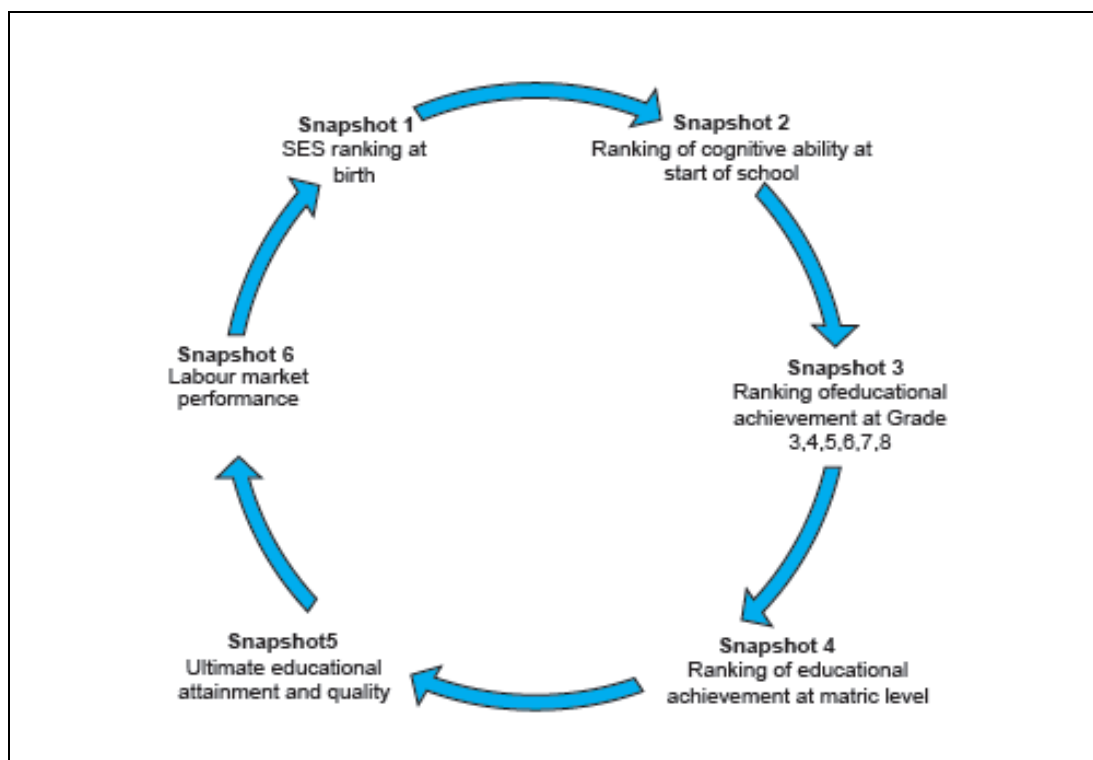 Snapshot 1
SES ranking at
birth
Snapshot 2
Ranking of cognitive ability at
start of school
Snapshot 3
Ranking ofeducational
achievement at Grade
3,4,5,6,7,8
Snapshot 4
Ranking of educational
achievement at matric level
Snapshot5
Ultimate educational
attainment and quality
Snapshot 6
Labour market
performance